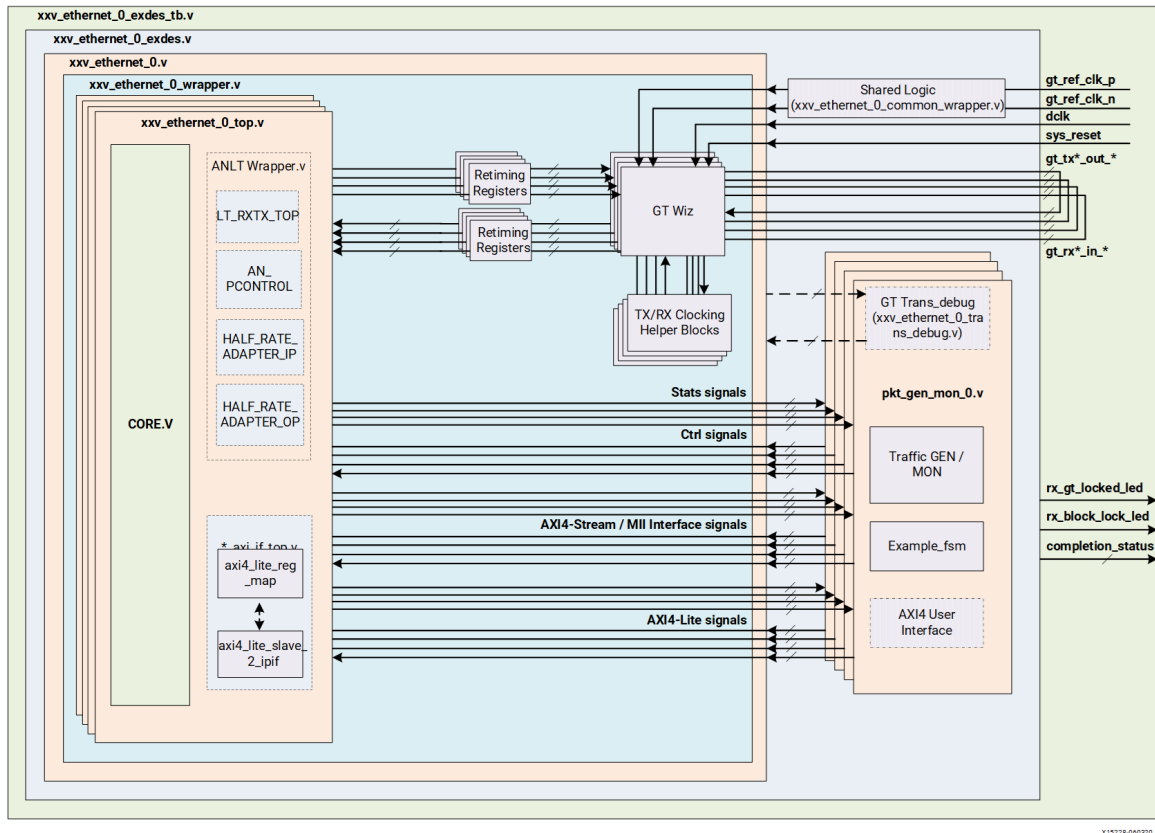 xxv_ethernet_0_exdes_tb.v
xxv_ethernet_0_exdes.v
xxv_ethernet_0.v
xxv_ethernet_0_wrapper.v
xxv_ethernet_0_top.v
CORE.V
ANLT Wrapper.v
LT_RXTX_TOP
AN_
PCONTROL
HALF_RATE_
ADAPTER_IP
HALF_RATE_
ADAPTER_OP
*_axi_if_top.v
axi4_lite_reg
_map
axi4_lite_slave_
2_ipif
Retiming
Registers
Retiming
Registers
GT Wiz
TX/RX Clocking
Helper Blocks
Shared Logic
(xxv_ethernet_0_common_wrapper.v)
gt_ref_clk_p
gt_ref_clk_n
dclk
sys_reset
gt_tx*_out_*
gt_rx*_in_*
Stats signals
Ctrl signals
AXI4-Stream / MII Interface signals
AXI4-Lite signals
GT Trans_debug
(xxv_ethernet_0_tra
ns_debug.v)
pkt_gen_mon_0.v
Traffic GEN /
MON
Example_fsm
AXI4 User
Interface
rx_gt_locked_led
rx_block_lock_led
completion_status
X15228-060320